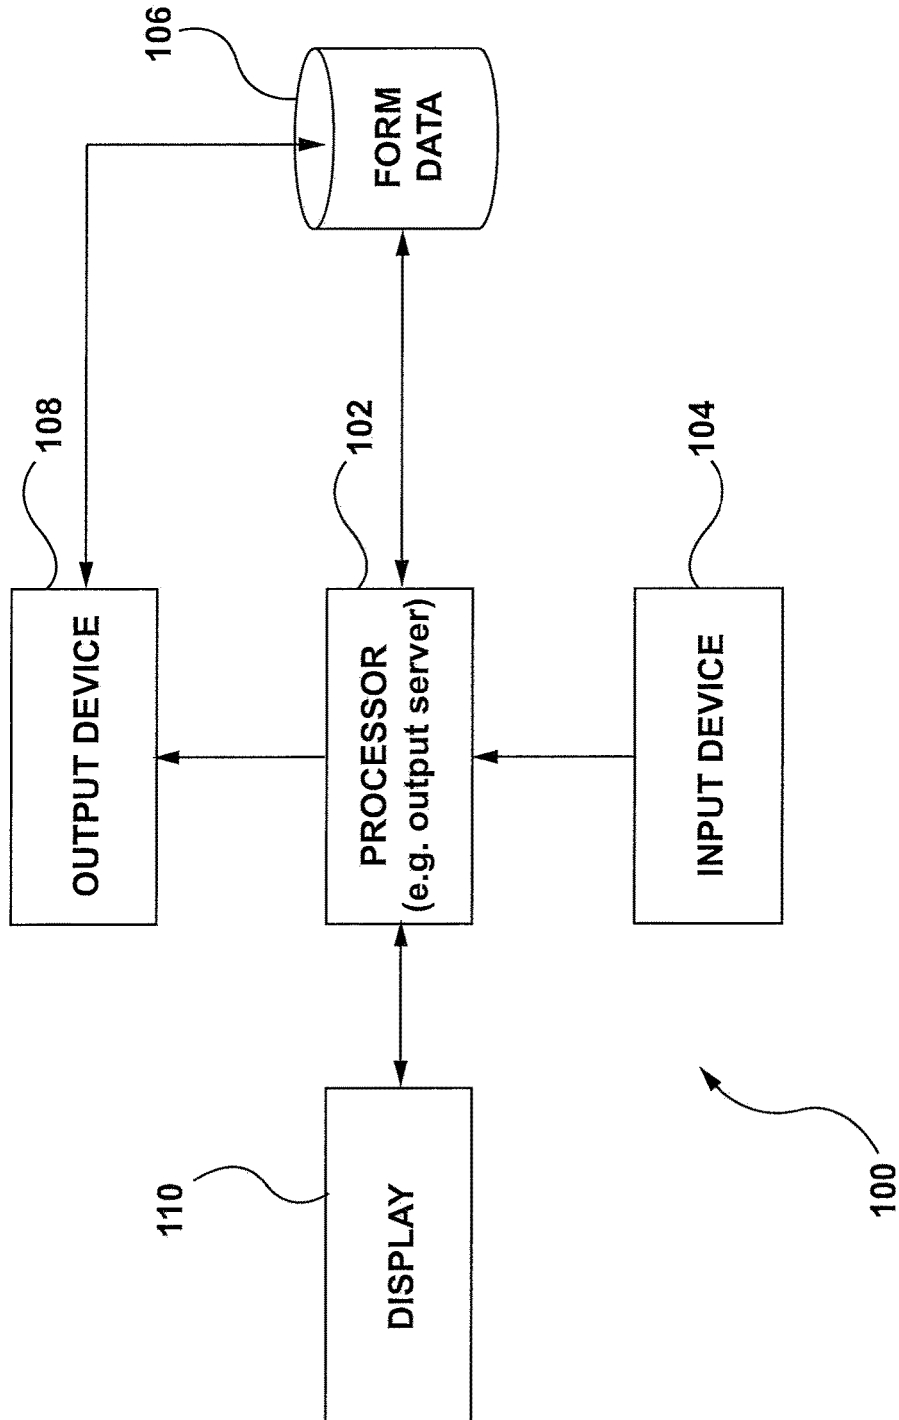 108
OUTPUT DEVICE
110
106
102
DISPLAY
PROCESSOR
(e.g. output server)
FORM
DATA
104
INPUT DEVICE
100